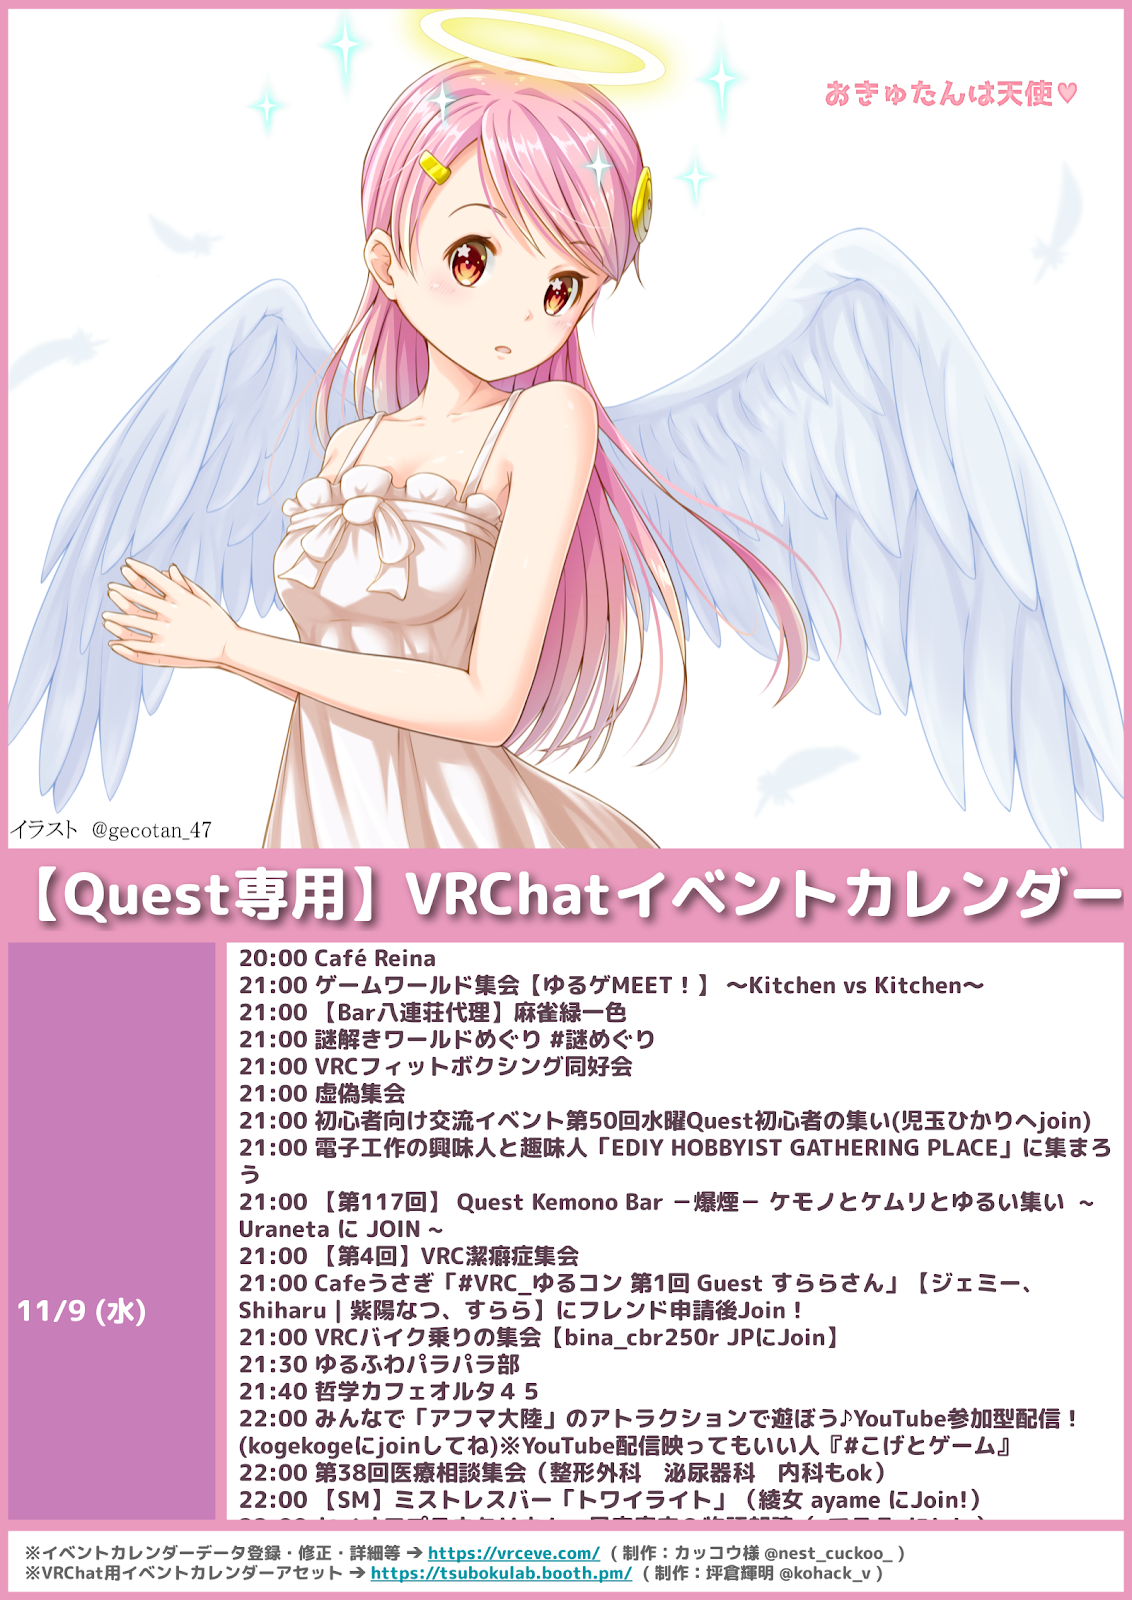 おきゅたんは天使♥
イラスト @gecotan_47
【Quest専用】VRChatイベントカレンダー
11/9 (水)
20:00 Café Reina
21:00 ゲームワールド集会【ゆるゲMEET！】 ～Kitchen vs Kitchen～
21:00 【Bar八連荘代理】麻雀緑一色
21:00 謎解きワールドめぐり #謎めぐり
21:00 VRCフィットボクシング同好会
21:00 虚偽集会
21:00 初心者向け交流イベント第50回水曜Quest初心者の集い(児玉ひかりへjoin)
21:00 電子工作の興味人と趣味人「EDIY HOBBYIST GATHERING PLACE」に集まろ
う
21:00 【第117回】 Quest Kemono Bar －爆煙－ ケモノとケムリとゆるい集い ~
Uraneta に JOIN ~
21:00 【第4回】VRC潔癖症集会
21:00 Cafeうさぎ「#VRC_ゆるコン 第1回 Guest すららさん」【ジェミー、
Shiharu | 紫陽なつ、すらら】にフレンド申請後Join！
21:00 VRCバイク乗りの集会【bina_cbr250r JPにJoin】
21:30 ゆるふわパラパラ部
21:40 哲学カフェオルタ４５
22:00 みんなで「アフマ大陸」のアトラクションで遊ぼう♪YouTube参加型配信！
(kogekogeにjoinしてね)※YouTube配信映ってもいい人『#こげとゲーム』
22:00 第38回医療相談集会（整形外科　泌尿器科　内科もok）
22:00 【SM】ミストレスバー「トワイライト」（綾女 ayame にJoin!）
※イベントカレンダーデータ登録・修正・詳細等 ➔ https://vrceve.com/ （制作：カッコウ様 @nest_cuckoo_ ）
※VRChat用イベントカレンダーアセット ➔ https://tsubokulab.booth.pm/ （制作：坪倉輝明 @kohack_v ）